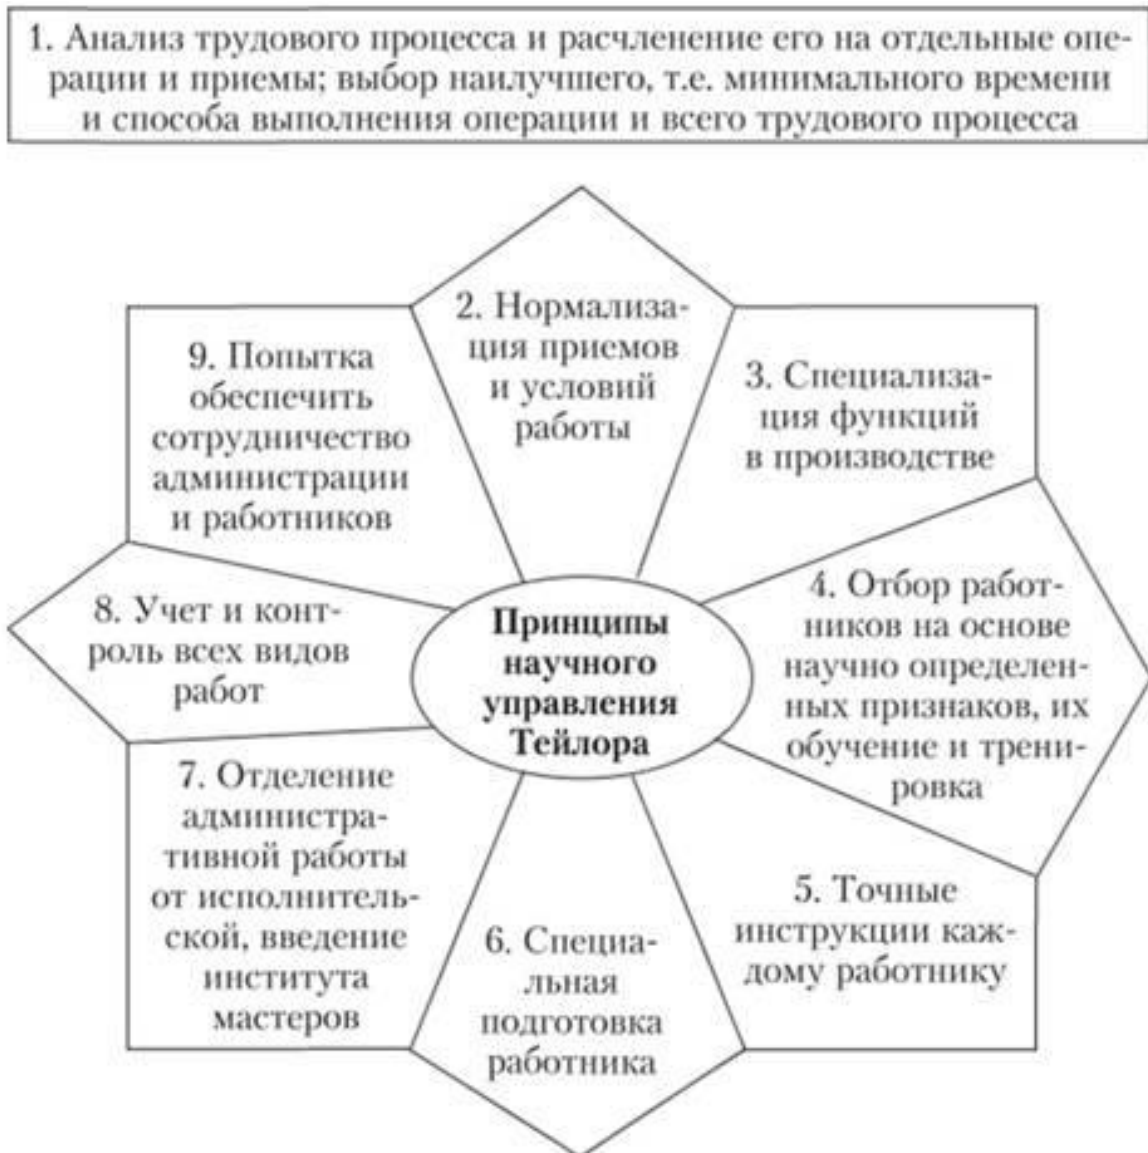 1. Анализ трудового процесса и расчленение его на отдельные опе-
рации и приемы; выбор наилучшего, т.е. минимального времени
и способа выполнения операции и всего трудового процесса
2. Нормализа-
ция приемов
и условий
работы
3. Специализа-
ция функций
в производстве
4. Отбор работ-
ников на основе
научно определен-
ных признаков, их
обучение и трени-
ровка
5. Точные
инструкции каж-
дому работнику
6. Специа-
льная
подготовка
работника
7. Отделение
администра-
тивной работы
от исполнитель-
ской, введение
института
мастеров
8. Учет и конт-
роль всех видов
работ
9. Попытка
обеспечить
сотрудничество
администрации
и работников
Принципы
научного
управления
Тейлора